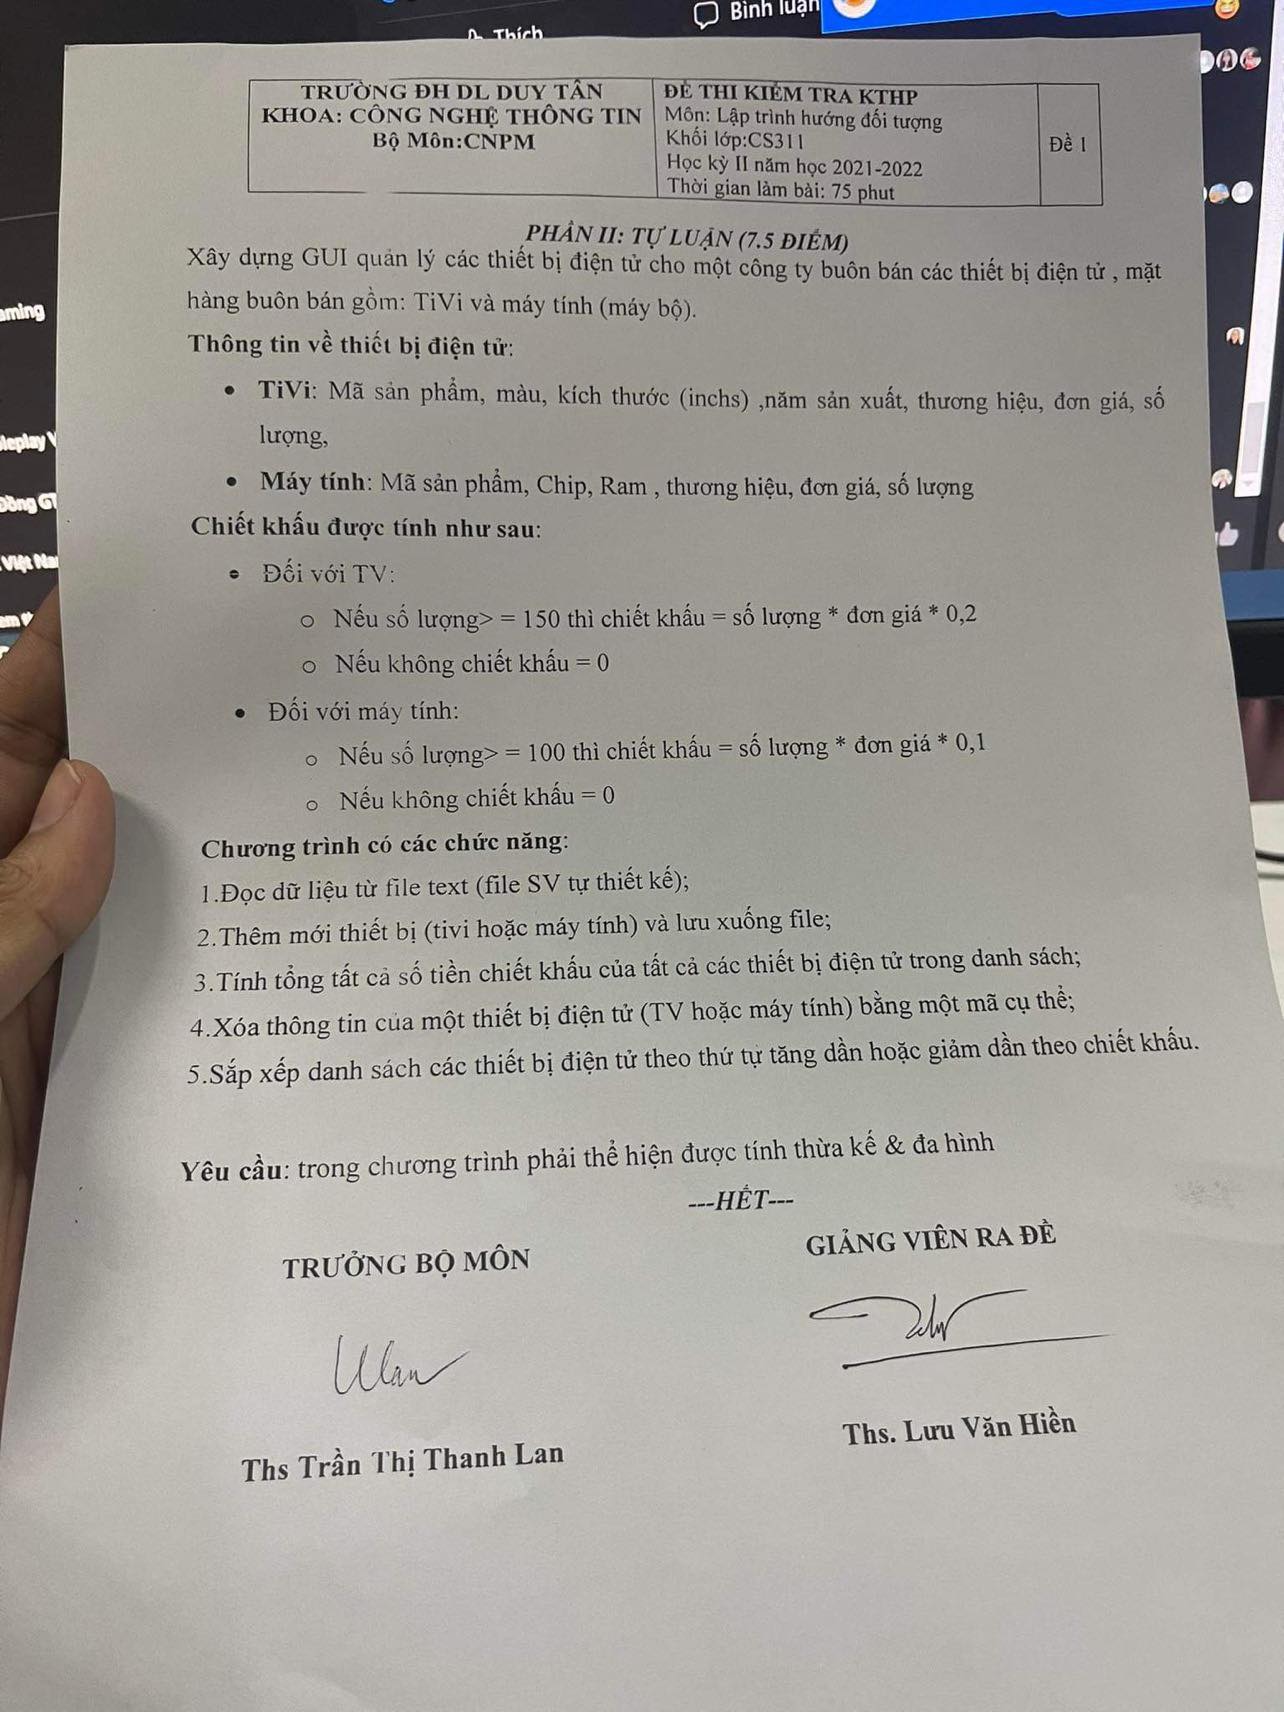 Thích
Bình luận
TRƯỜNG ĐH DL DUY TÂN
KHOA: CÔNG NGHỆ THÔNG TIN
Bộ Môn:CNPM
ĐỀ THI KIỂM TRA KTHP
Môn: Lập trình hướng đối tượng
Khối lớp:CS311
Học kỳ II năm học 2021-2022
Thời gian làm bài: 75 phut
Đề 1
PHẦN II: TỰ LUẬN (7.5 ĐIỂM)
Xây dựng GUI quản lý các thiết bị điện tử cho một công ty buôn bán các thiết bị điện tử , mặt
hàng buôn bán gồm: TiVi và máy tính (máy bộ).
Thông tin về thiết bị điện tử:
• TiVi: Mã sản phẩm, màu, kích thước (inchs) ,năm sản xuất, thương hiệu, đơn giá, số
lượng,
• Máy tính: Mã sản phẩm, Chip, Ram , thương hiệu, đơn giá, số lượng
Chiết khấu được tính như sau:
• Đối với TV:
o Nếu số lượng> = 150 thì chiết khấu = số lượng * đơn giá * 0,2
o Nếu không chiết khấu = 0
• Đối với máy tính:
o Nếu số lượng> = 100 thì chiết khấu = số lượng * đơn giá * 0,1
o Nếu không chiết khấu = 0
Chương trình có các chức năng:
1.Đọc dữ liệu từ file text (file SV tự thiết kế);
2.Thêm mới thiết bị (tivi hoặc máy tính) và lưu xuống file;
3.Tính tổng tất cả số tiền chiết khấu của tất cả các thiết bị điện tử trong danh sách;
4.Xóa thông tin của một thiết bị điện tử (TV hoặc máy tính) bằng một mã cụ thể;
5.Sắp xếp danh sách các thiết bị điện tử theo thứ tự tăng dần hoặc giảm dần theo chiết khấu.
Yêu cầu: trong chương trình phải thể hiện được tính thừa kế & đa hình
---HẾT---
TRƯỞNG BỘ MÔN
GIẢNG VIÊN RA ĐỀ
Ths Trần Thị Thanh Lan
Ths. Lưu Văn Hiền